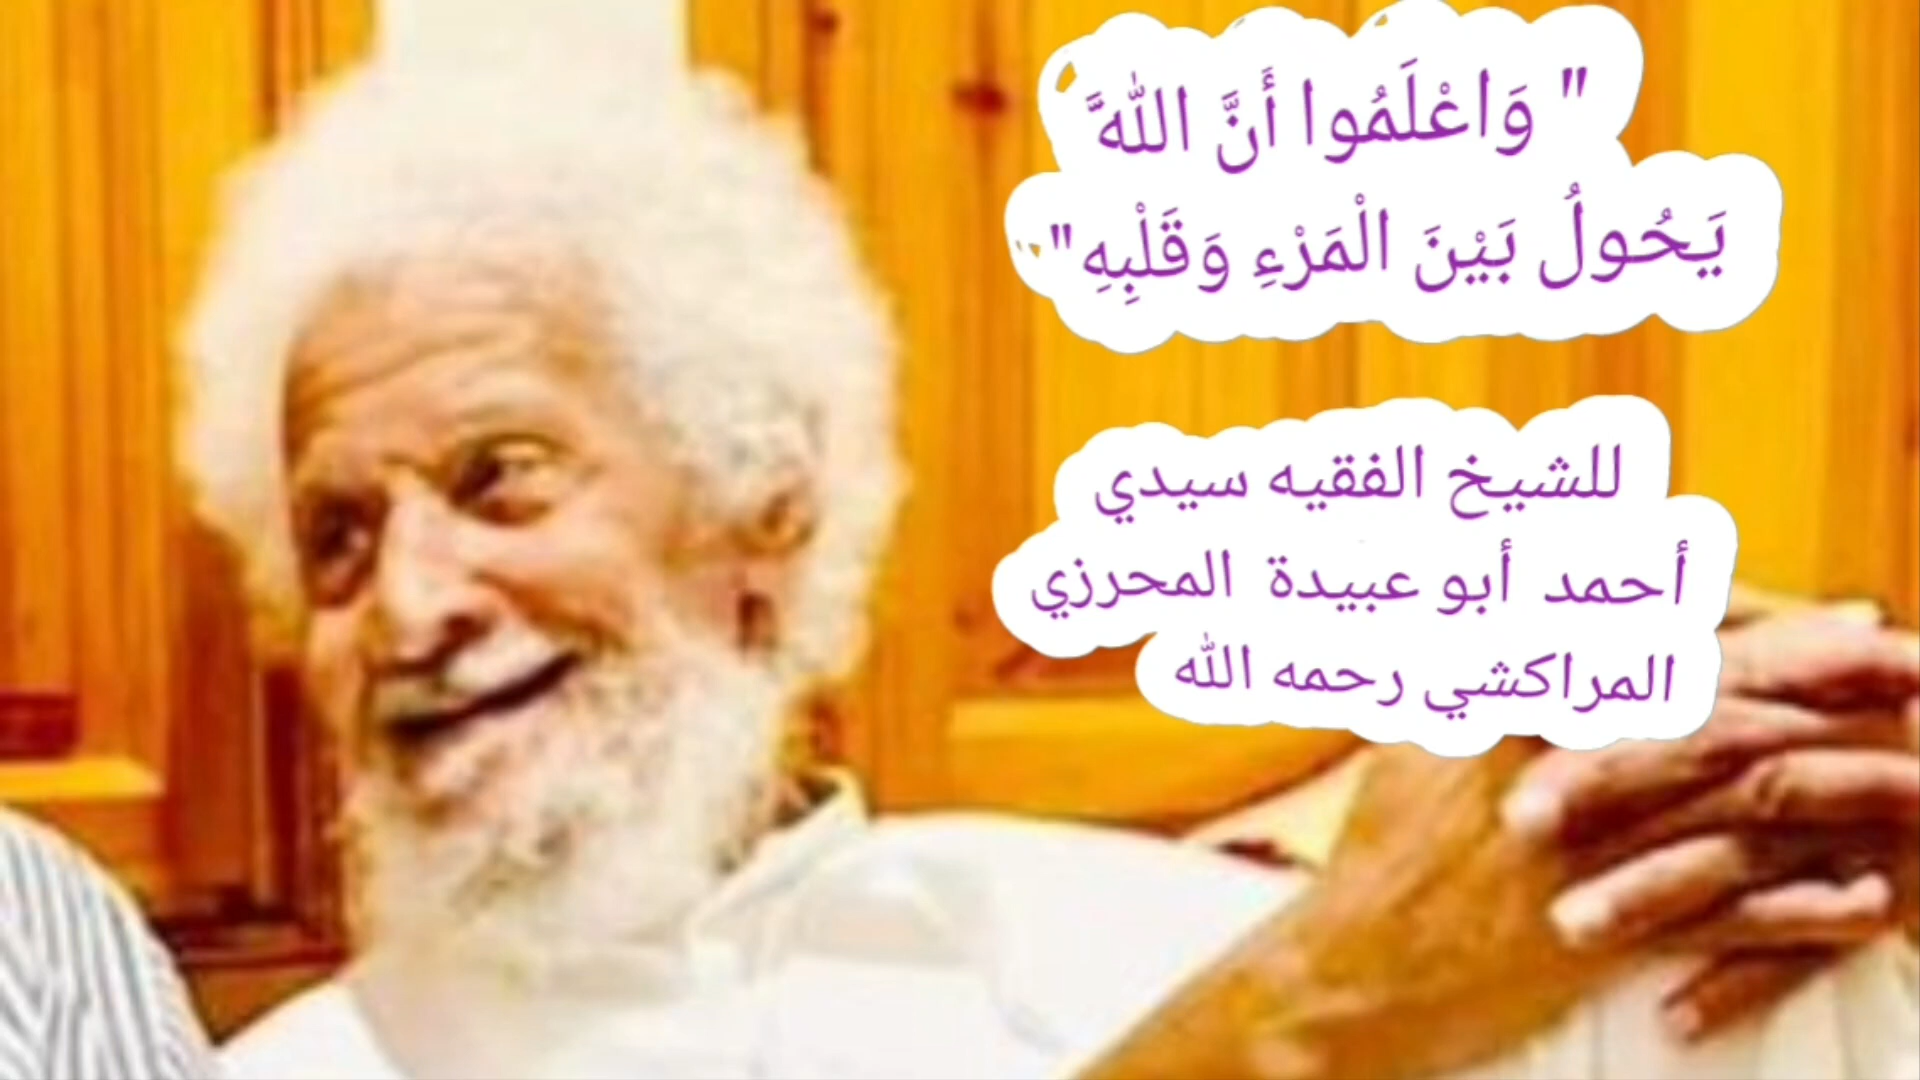 " وَاعْلَمُوا أَنَّ اللَّهَ
يَحُولُ بَيْنَ الْمَرْءِ وَقَلْبِهِ"
للشيخ الفقيه سيدي
أحمد أبو عبيدة المحرزي
المراكشي رحمه الله